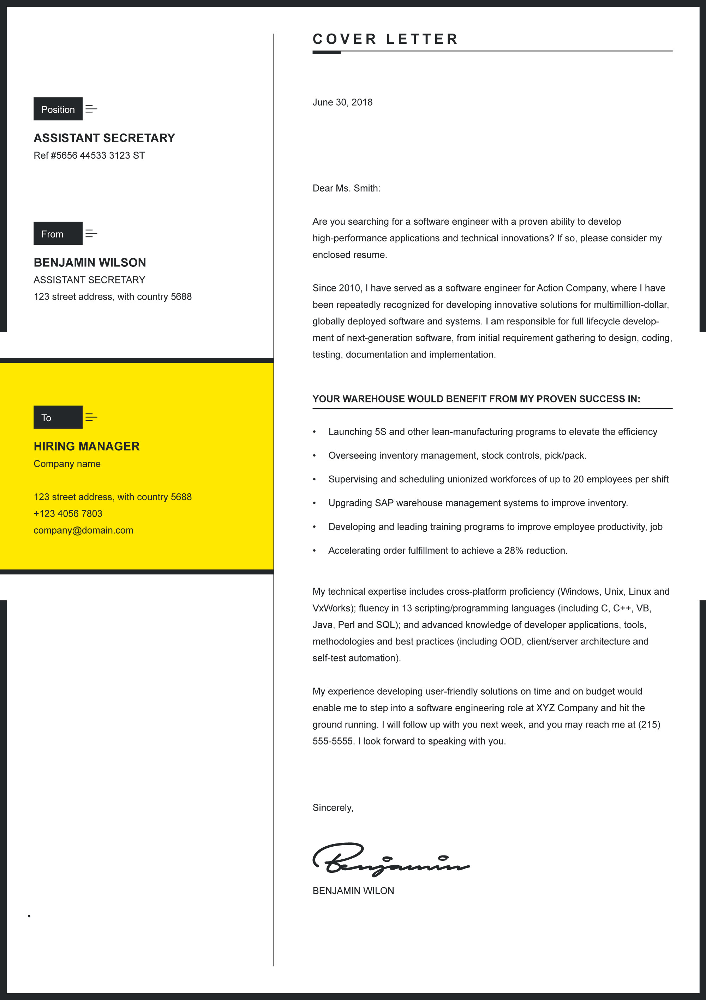 Position
ASSISTANT SECRETARY
Ref #5656 44533 3123 ST
From
BENJAMIN WILSON
ASSISTANT SECRETARY
123 street address, with country 5688
To
HIRING MANAGER
Company name
123 street address, with country 5688
+123 4056 7803
company@domain.com
COVER LETTER
June 30, 2018
Dear Ms. Smith:
Are you searching for a software engineer with a proven ability to develop
high-performance applications and technical innovations? If so, please consider my
enclosed resume.
Since 2010, I have served as a software engineer for Action Company, where I have
been repeatedly recognized for developing innovative solutions for multimillion-dollar,
globally deployed software and systems. I am responsible for full lifecycle develop-
ment of next-generation software, from initial requirement gathering to design, coding,
testing, documentation and implementation.
YOUR WAREHOUSE WOULD BENEFIT FROM MY PROVEN SUCCESS IN:
• Launching 5S and other lean-manufacturing programs to elevate the efficiency
• Overseeing inventory management, stock controls, pick/pack.
• Supervising and scheduling unionized workforces of up to 20 employees per shift
• Upgrading SAP warehouse management systems to improve inventory.
• Developing and leading training programs to improve employee productivity, job
• Accelerating order fulfillment to achieve a 28% reduction.
My technical expertise includes cross-platform proficiency (Windows, Unix, Linux and
VxWorks); fluency in 13 scripting/programming languages (including C, C++, VB,
Java, Perl and SQL); and advanced knowledge of developer applications, tools,
methodologies and best practices (including OOD, client/server architecture and
self-test automation).
My experience developing user-friendly solutions on time and on budget would
enable me to step into a software engineering role at XYZ Company and hit the
ground running. I will follow up with you next week, and you may reach me at (215)
555-5555. I look forward to speaking with you.
Sincerely,
Benjamin
BENJAMIN WILON